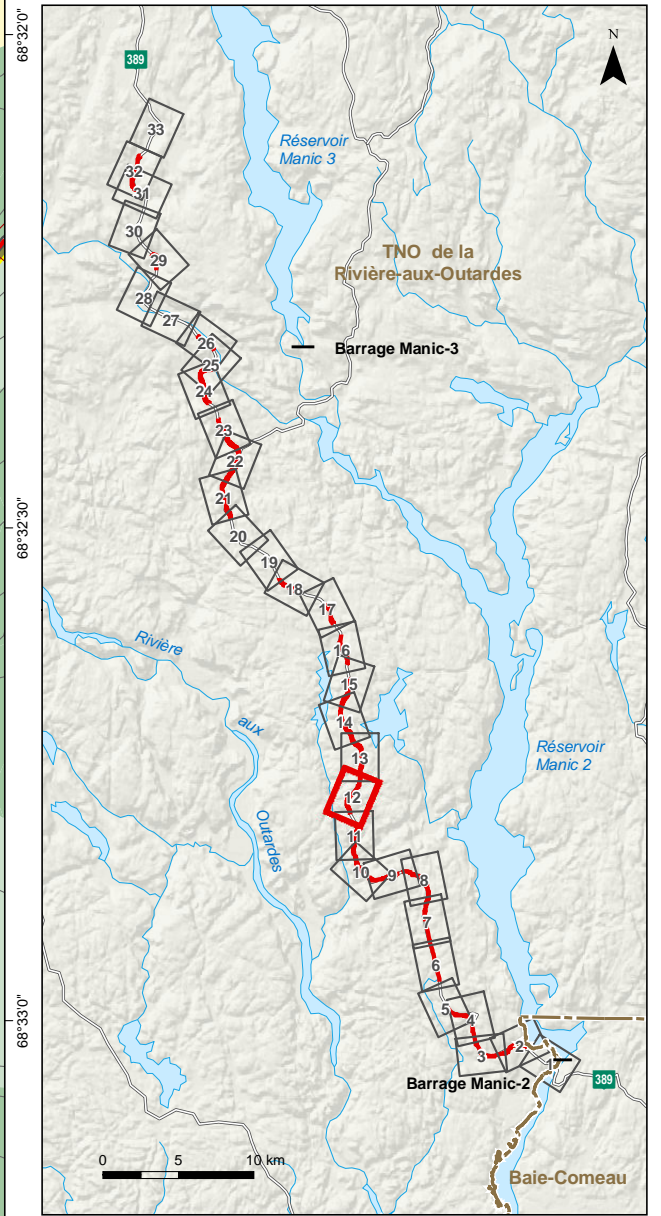 68°32'0"
N
389
33
Réservoir
Manic 3
32
31
30
TNO de la
Rivière-aux-Outardes
29
28
27
26
Barrage Manic-3
25
24
23
22
21
68°32'30"
20
19
18
17
Rivière
16
15
aux
14
Réservoir
Manic 2
13
12
Outardes
11
10
9
8
7
6
5
4
68°33'0"
3
2
1
Barrage Manic-2
389
0 5 10 km
Baie-Comeau